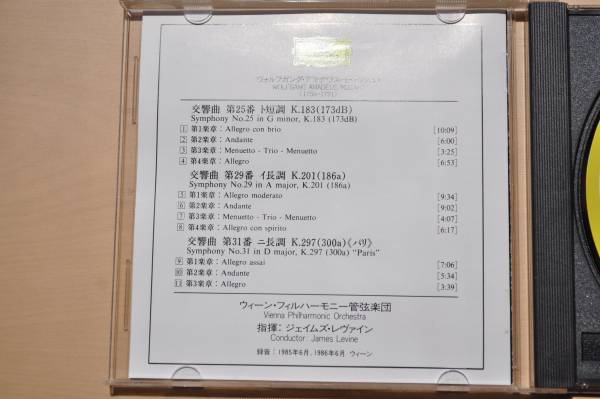 ヴォルフガング・アマデウス・モーツァルト
WOLFGANG AMADEUS MOZART
(1756-1791)
交響曲 第25番 ト短調 K.183(173dB)
Symphony No.25 in G minor, K.183 (173dB)
1 第1楽章：Allegro con brio [10:09]
2 第2楽章：Andante [6:00]
3 第3楽章：Menuetto - Trio - Menuetto [3:25]
4 第4楽章：Allegro [6:53]
交響曲 第29番 イ長調 K.201(186a)
Symphony No.29 in A major, K.201 (186a)
5 第1楽章：Allegro moderato [9:34]
6 第2楽章：Andante [9:02]
7 第3楽章：Menuetto - Trio - Menuetto [4:07]
8 第4楽章：Allegro con spirito [6:17]
交響曲 第31番 ニ長調 K.297(300a)《パリ》
Symphony No.31 in D major, K.297 (300a) "Paris"
9 第1楽章：Allegro assai [7:06]
10 第2楽章：Andante [5:34]
11 第3楽章：Allegro [3:39]
ウィーン・フィルハーモニー管弦楽団
Vienna Philharmonic Orchestra
指揮：ジェイムズ・レヴァイン
Conductor: James Levine
録音：1985年6月, 1986年6月 ウィーン